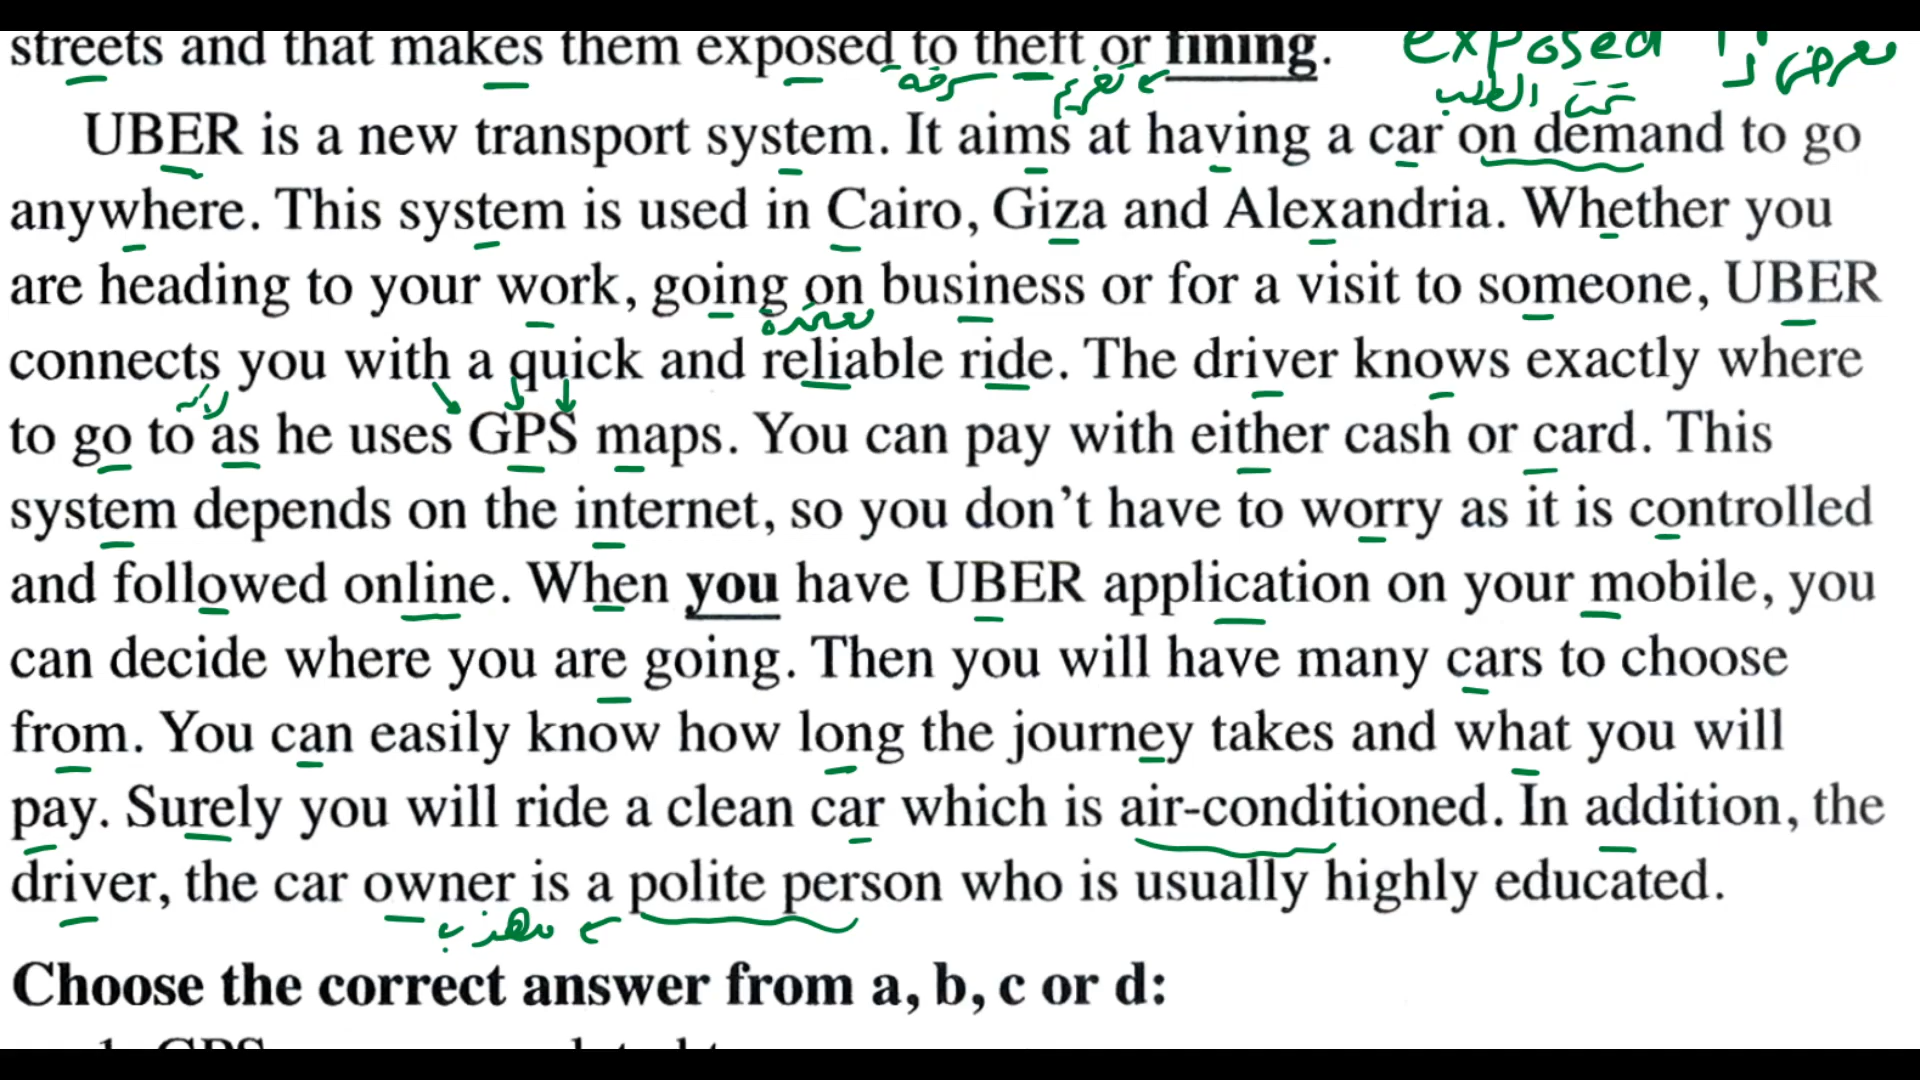 streets and that makes them exposed to theft or fining.
exposed to معرض لـ
سرقة تغريم
تحت الطلب
UBER is a new transport system. It aims at having a car on demand to go
anywhere. This system is used in Cairo, Giza and Alexandria. Whether you
are heading to your work, going on business or for a visit to someone, UBER
معتمدة
connects you with a quick and reliable ride. The driver knows exactly where
لأنه
to go to as he uses GPS maps. You can pay with either cash or card. This
system depends on the internet, so you don't have to worry as it is controlled
and followed online. When you have UBER application on your mobile, you
can decide where you are going. Then you will have many cars to choose
from. You can easily know how long the journey takes and what you will
pay. Surely you will ride a clean car which is air-conditioned. In addition, the
driver, the car owner is a polite person who is usually highly educated.
مهذب
Choose the correct answer from a, b, c or d: